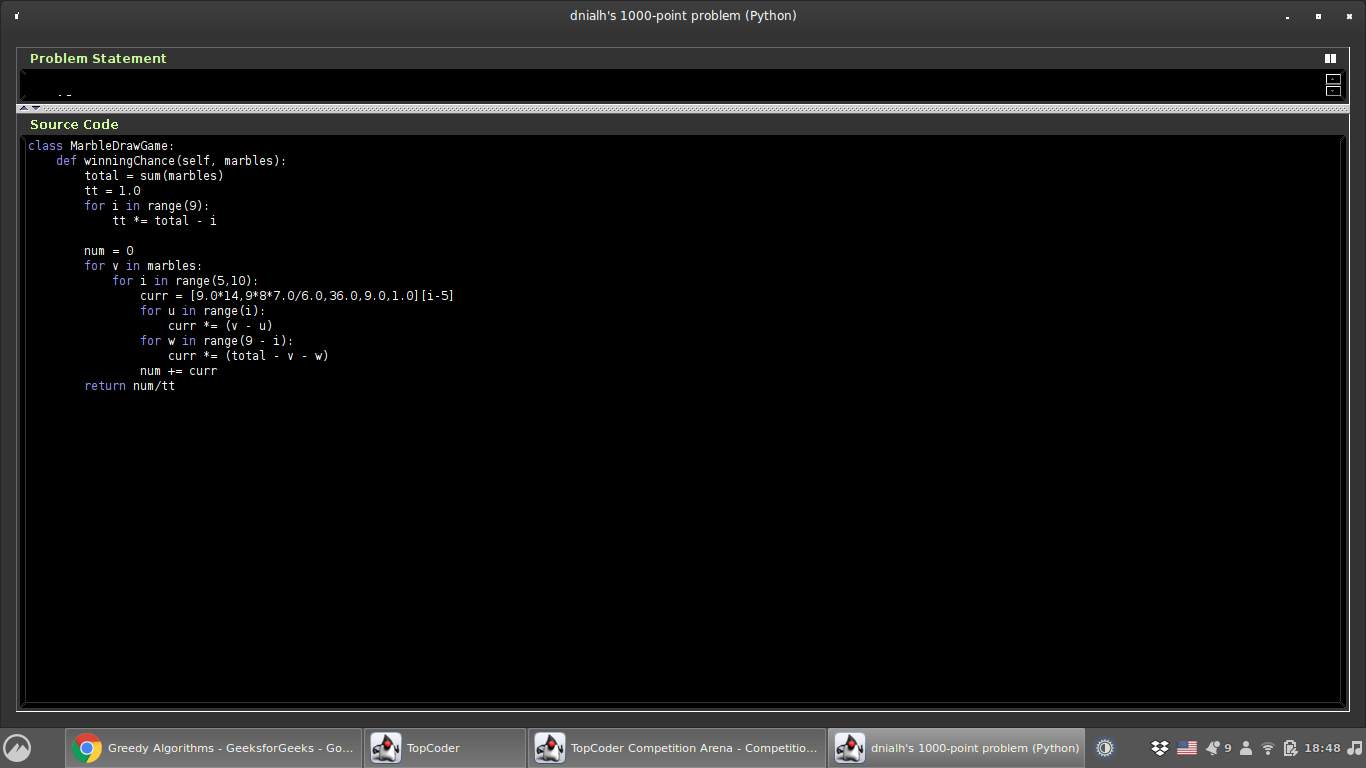 dnialh's 1000-point problem (Python)
Problem Statement
Source Code
class MarbleDrawGame:
    def winningChance(self, marbles):
        total = sum(marbles)
        tt = 1.0
        for i in range(9):
            tt *= total - i
        num = 0
        for v in marbles:
            for i in range(5,10):
                curr = [9.0*14,9*8*7.0/6.0,36.0,9.0,1.0][i-5]
                for u in range(i):
                    curr *= (v - u)
                for w in range(9 - i):
                    curr *= (total - v - w)
                num += curr
        return num/tt
Greedy Algorithms - GeeksforGeeks - Go...
TopCoder
TopCoder Competition Arena - Competitio...
dnialh's 1000-point problem (Python)
9
18:48